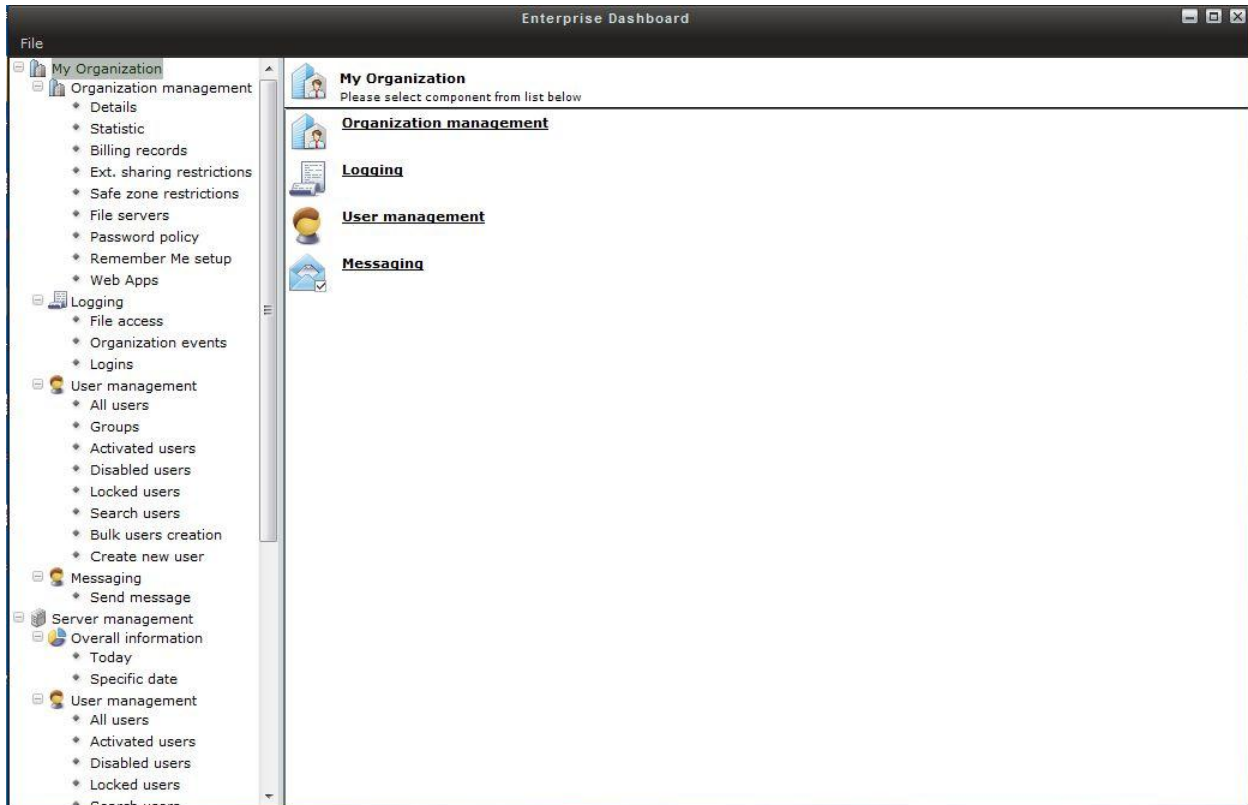 Enterprise Dashboard
File
My Organization
Organization management
Details
Statistic
Billing records
Ext. sharing restrictions
Safe zone restrictions
File servers
Password policy
Remember Me setup
Web Apps
Logging
File access
Organization events
Logins
User management
All users
Groups
Activated users
Disabled users
Locked users
Search users
Bulk users creation
Create new user
Messaging
Send message
Server management
Overall information
Today
Specific date
User management
All users
Activated users
Disabled users
Locked users
Search users
My Organization
Please select component from list below
Organization management
Logging
User management
Messaging